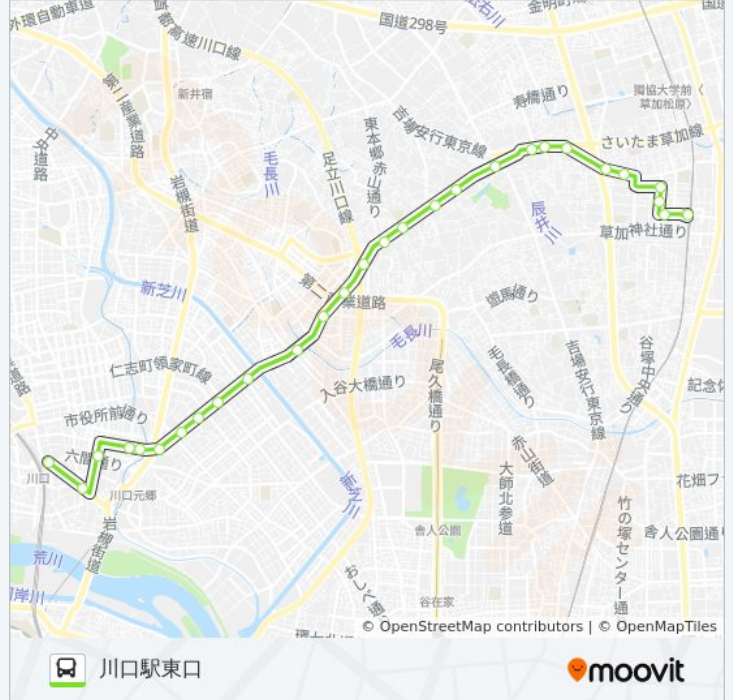 外環自動車道
国道298号
高速川口線
新井宿
第二産業道路
中央道路
岩槻街道
毛長川
足立川口線
東本郷赤山通り
吉場安行東京線
寿橋通り
獨協大学前〈
草加松原〉
さいたま草加線
辰井川
草加神社通り
新芝川
第二産業道路
遊馬通り
毛長川
仁志町領家町線
入谷大橋通り
尾久橋通り
毛長橋通り
吉場安行東京線
谷塚中央通り
市役所前通り
六間通り
川口
川口元郷
岩槻街道
新芝川
赤山街道
大師北参道
舎人公園
花畑フ
竹の塚センター通
舎人公園通り
荒川
おしべ通
谷在家
© OpenStreetMap contributors | © OpenMapTiles
川口駅東口
moovit